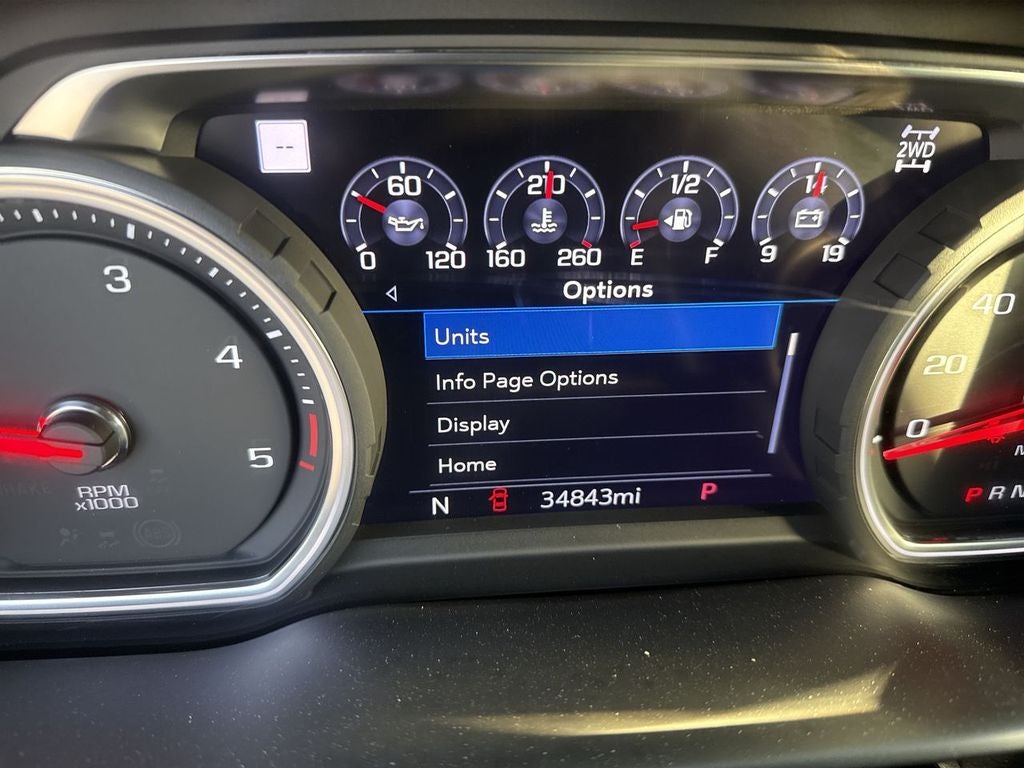 --
2WD
60
0 120
210
160 260
1/2
E F
14
9 19
Options
Units
Info Page Options
Display
Home
N 34843mi P
3
4
5
RPM
x1000
40
20
0
P R N